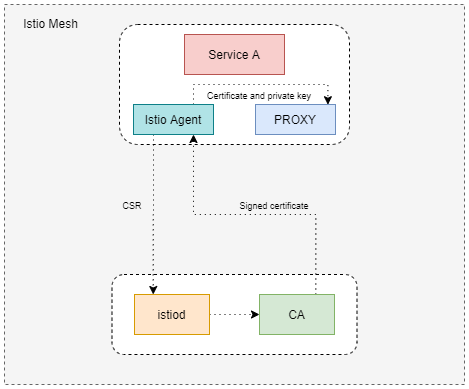 Istio Mesh
Service A
Certificate and private key
Istio Agent
PROXY
CSR
Signed certificate
istiod
CA